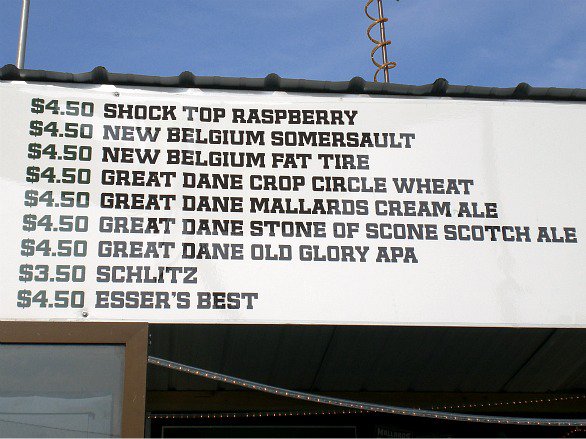 $4.50 SHOCK TOP RASPBERRY
$4.50 NEW BELGIUM SOMERSAULT
$4.50 NEW BELGIUM FAT TIRE
$4.50 GREAT DANE CROP CIRCLE WHEAT
$4.50 GREAT DANE MALLARDS CREAM ALE
$4.50 GREAT DANE STONE OF SCONE SCOTCH ALE
$4.50 GREAT DANE OLD GLORY APA
$3.50 SCHLITZ
$4.50 ESSER'S BEST